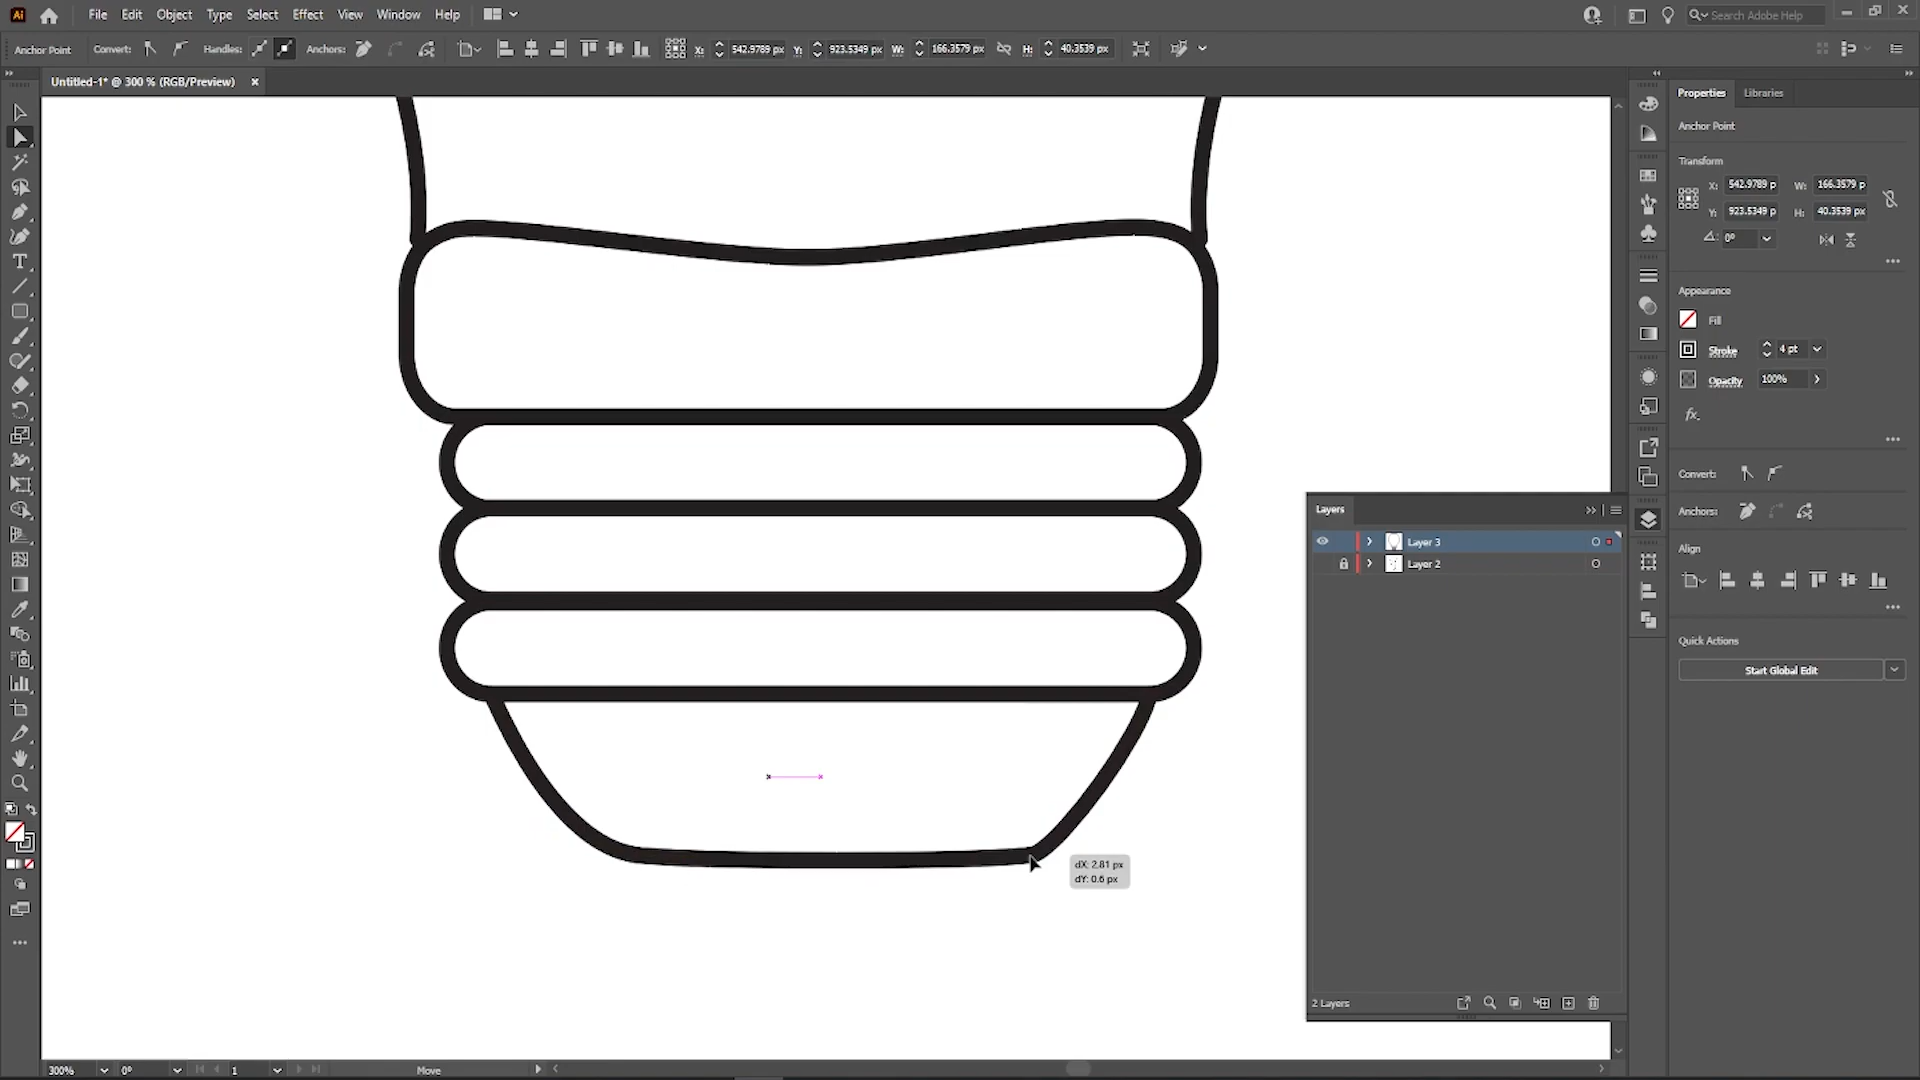 Ai File Edit Object Type Select Effect View Window Help Search Adobe Help
Anchor Point Convert: Handles: Anchors: X: 542.9789 px Y: 923.5349 px W: 166.3579 px H: 40.3539 px
Untitled-1* @ 300 % (RGB/Preview)
Properties Libraries
Anchor Point
Transform
X: 542.9789 p W: 166.3579 p
Y: 923.5349 p H: 40.3539 px
0°
Appearance
Fill
Stroke 4 pt
Opacity 100%
fx.
Convert:
Anchors:
Align
Quick Actions
Start Global Edit
Layers
Layer 3
Layer 2
2 Layers
dX: 2.81 px
dY: 0.6 px
300% 0° 1 Move